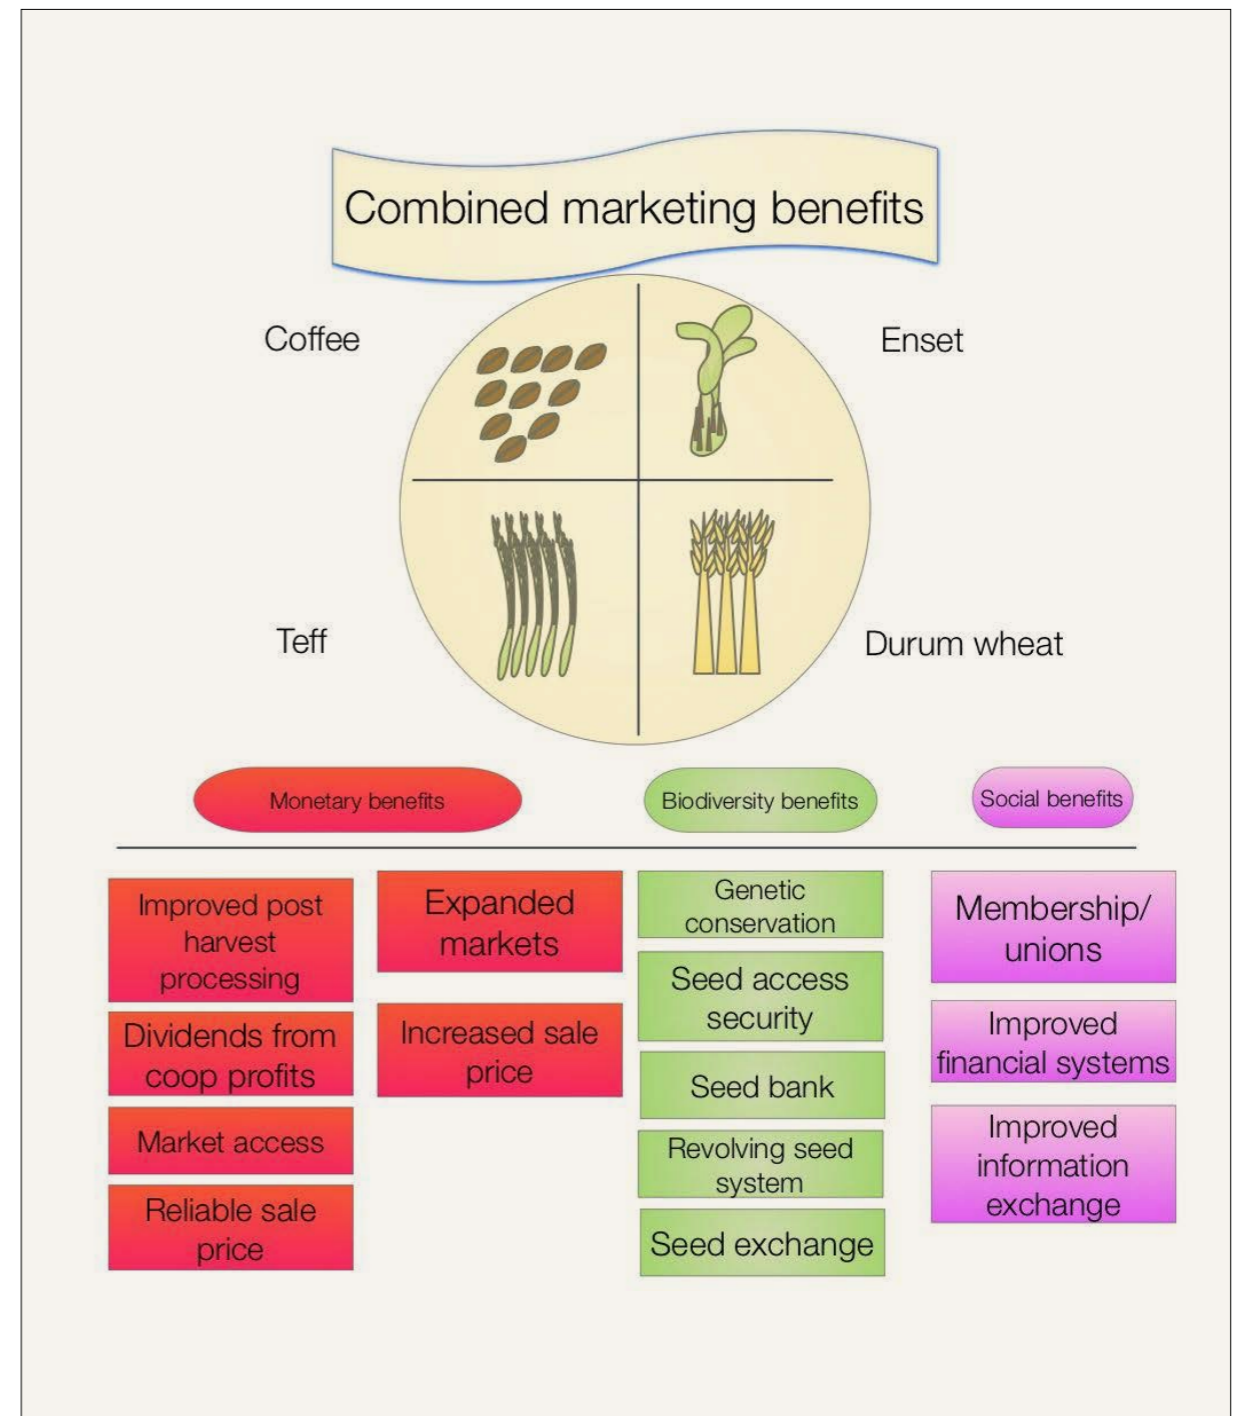 Combined marketing benefits
Coffee
Enset
Teff
Durum wheat
Monetary benefits
Biodiversity benefits
Social benefits
Improved post
harvest
processing
Dividends from
coop profits
Market access
Reliable sale
price
Expanded
markets
Increased sale
price
Genetic
conservation
Seed access
security
Seed bank
Revolving seed
system
Seed exchange
Membership/
unions
Improved
financial systems
Improved
information
exchange